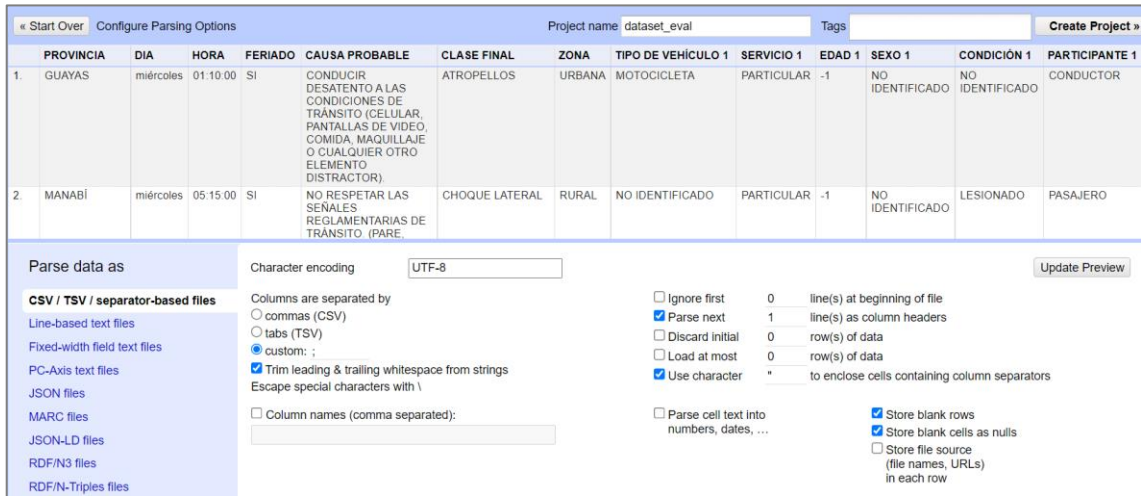 « Start Over Configure Parsing Options Project name dataset_eval Tags Create Project »
PROVINCIA DIA HORA FERIADO CAUSA PROBABLE CLASE FINAL ZONA TIPO DE VEHÍCULO 1 SERVICIO 1 EDAD 1 SEXO 1 CONDICIÓN 1 PARTICIPANTE 1
1. GUAYAS miércoles 01:10:00 SI CONDUCIR ATROPELLOS URBANA MOTOCICLETA PARTICULAR -1 NO NO CONDUCTOR
DESATENTO A LAS IDENTIFICADO IDENTIFICADO
CONDICIONES DE
TRÁNSITO (CELULAR,
PANTALLAS DE VIDEO,
COMIDA, MAQUILLAJE
O CUALQUIER OTRO
ELEMENTO
DISTRACTOR).
2. MANABÍ miércoles 05:15:00 SI NO RESPETAR LAS CHOQUE LATERAL RURAL NO IDENTIFICADO PARTICULAR -1 NO LESIONADO PASAJERO
SEÑALES IDENTIFICADO
REGLAMENTARIAS DE
TRÁNSITO. (PARE,
Parse data as
CSV / TSV / separator-based files
Line-based text files
Fixed-width field text files
PC-Axis text files
JSON files
MARC files
JSON-LD files
RDF/N3 files
RDF/N-Triples files
Character encoding UTF-8 Update Preview
Columns are separated by
commas (CSV)
tabs (TSV)
custom: ;
Trim leading & trailing whitespace from strings
Escape special characters with \
Column names (comma separated):
Ignore first 0 line(s) at beginning of file
Parse next 1 line(s) as column headers
Discard initial 0 row(s) of data
Load at most 0 row(s) of data
Use character " to enclose cells containing column separators
Parse cell text into
numbers, dates, ...
Store blank rows
Store blank cells as nulls
Store file source
(file names, URLs)
in each row